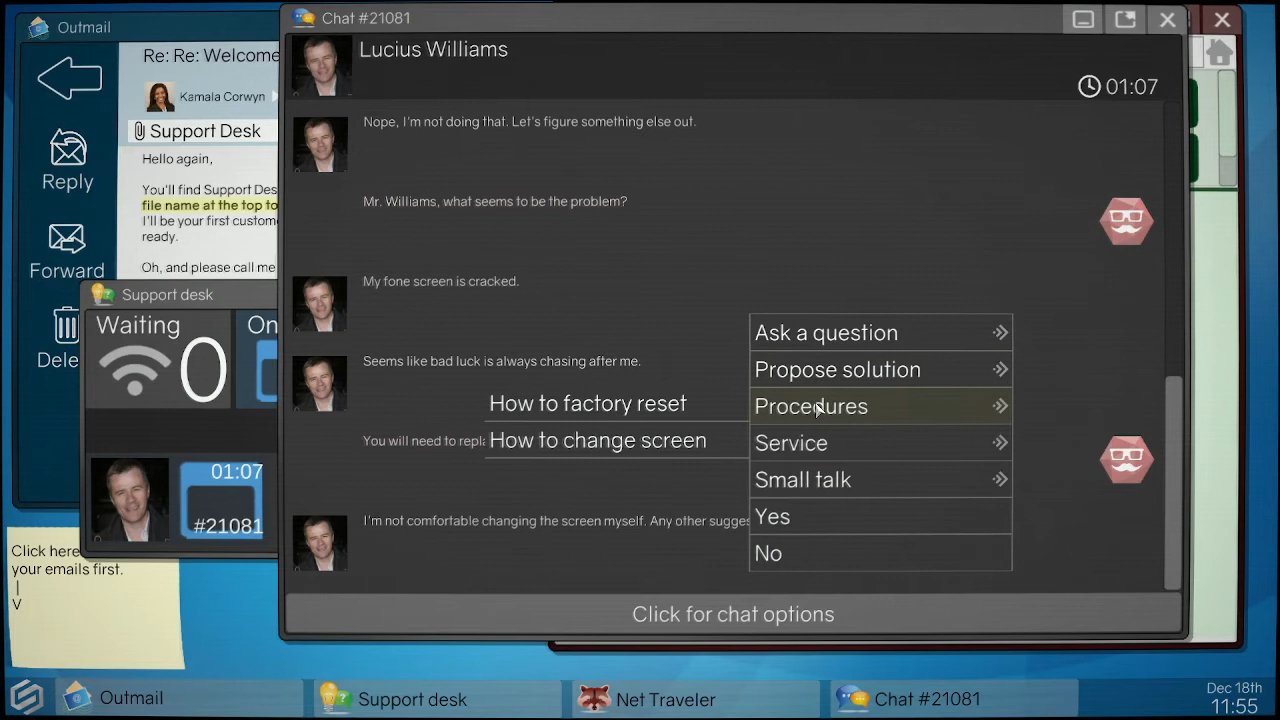 Outmail
Chat #21081
Re: Re: Welcome
Lucius Williams
Kamala Corwyn
01:07
Support Desk
Nope, I'm not doing that. Let's figure something else out.
Hello again,
Reply
You'll find Support Des
file name at the top to
I'll be your first custome
ready.
Mr. Williams, what seems to be the problem?
Forward
Oh, and please call me
My fone screen is cracked.
Support desk
Waiting
On
0
Dele
Seems like bad luck is always chasing after me.
Ask a question
Propose solution
Procedures
Service
Small talk
Yes
No
How to factory reset
How to change screen
You will need to repla
01:07
#21081
I'm not comfortable changing the screen myself. Any other sugges
Click here
your emails first.
|
V
Click for chat options
Outmail
Support desk
Net Traveler
Chat #21081
Dec 18th
11:55